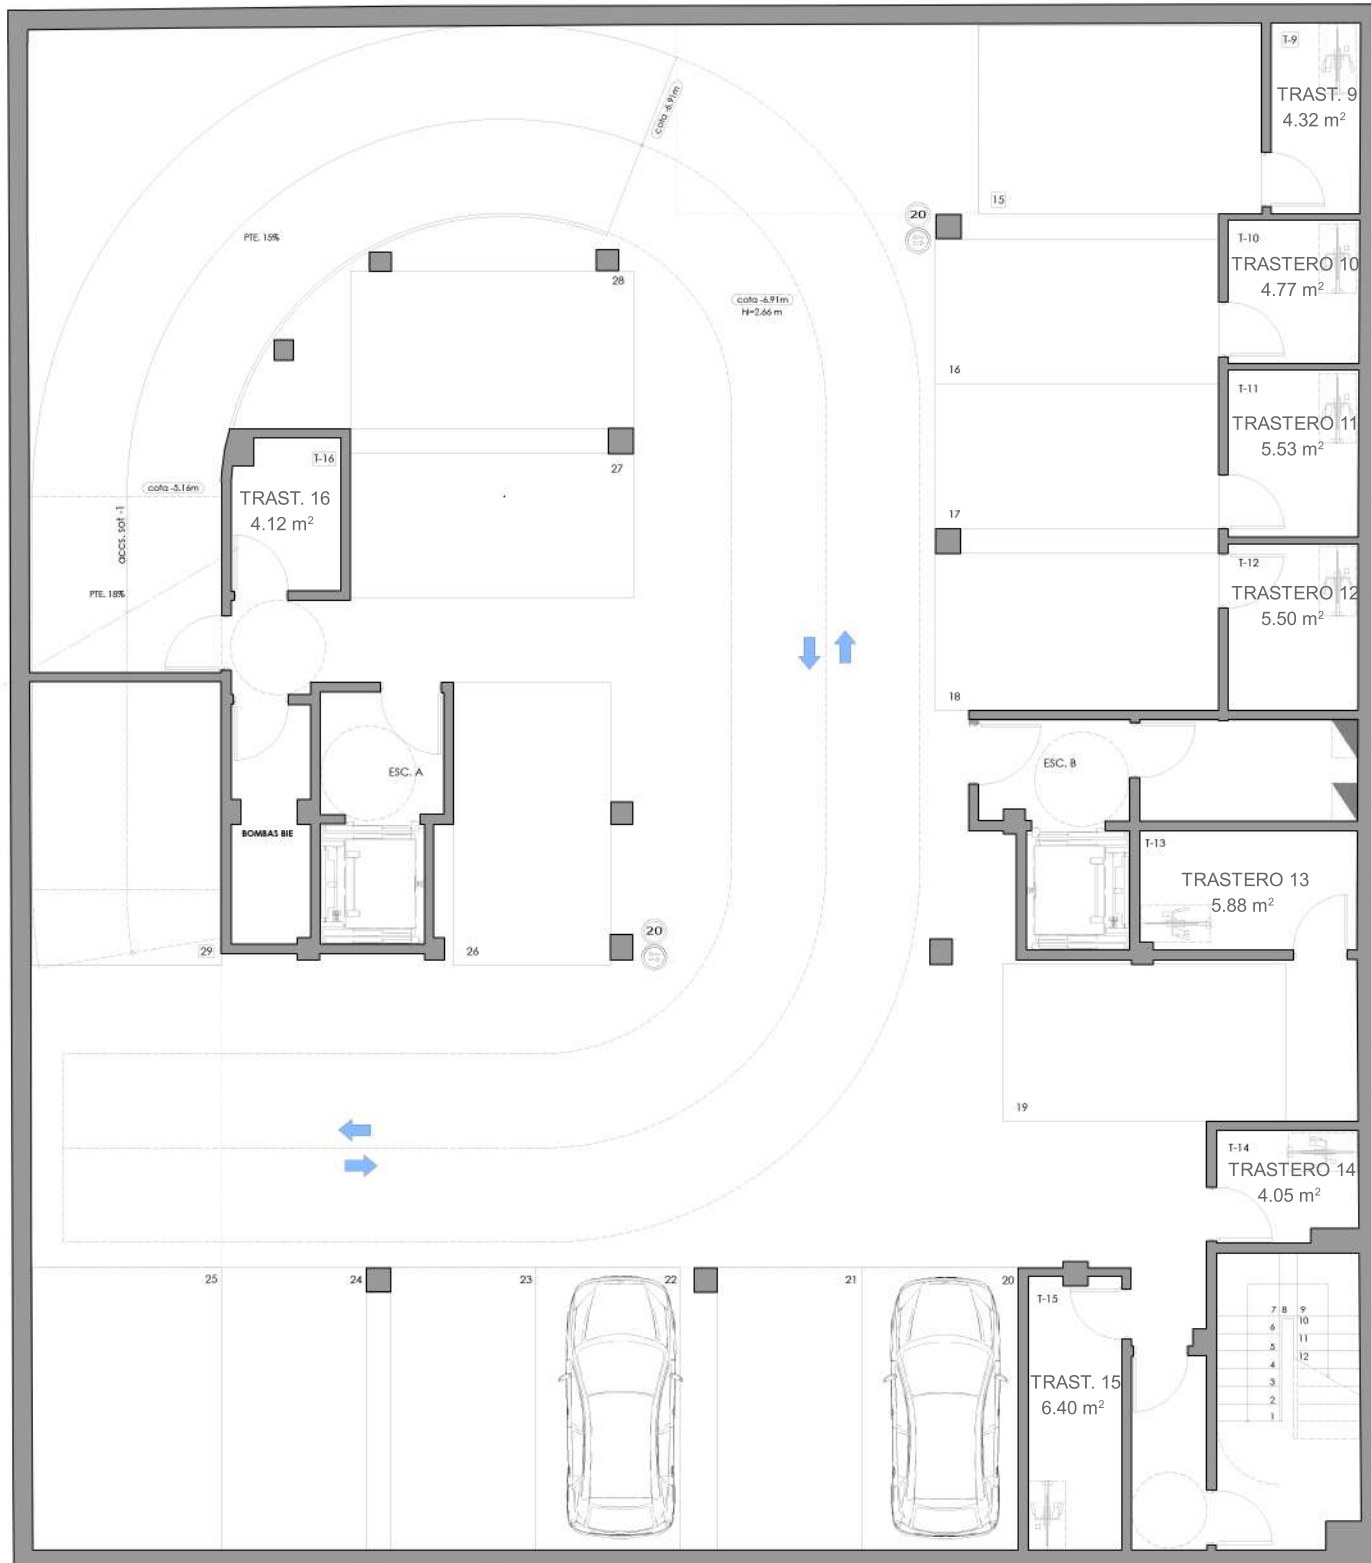 T-9
TRAST. 9
4.32 m²
cota -6.91m
15
20
PTE. 15%
T-10
TRASTERO 10
4.77 m²
28
cota -6.91m
hl=2.66 m
16
T-11
TRASTERO 11
5.53 m²
T-16
27
cota -5.16m
TRAST. 16
4.12 m²
accs. sot -1
17
T-12
TRASTERO 12
5.50 m²
PTE. 18%
18
ESC. A
ESC. B
BOMBAS BIE
T-13
TRASTERO 13
5.88 m²
20
29
26
19
T-14
TRASTERO 14
4.05 m²
25
24
23
22
21
20
T-15
TRAST. 15
6.40 m²
7 8 9
6 10
5 11
4 12
3
2
1